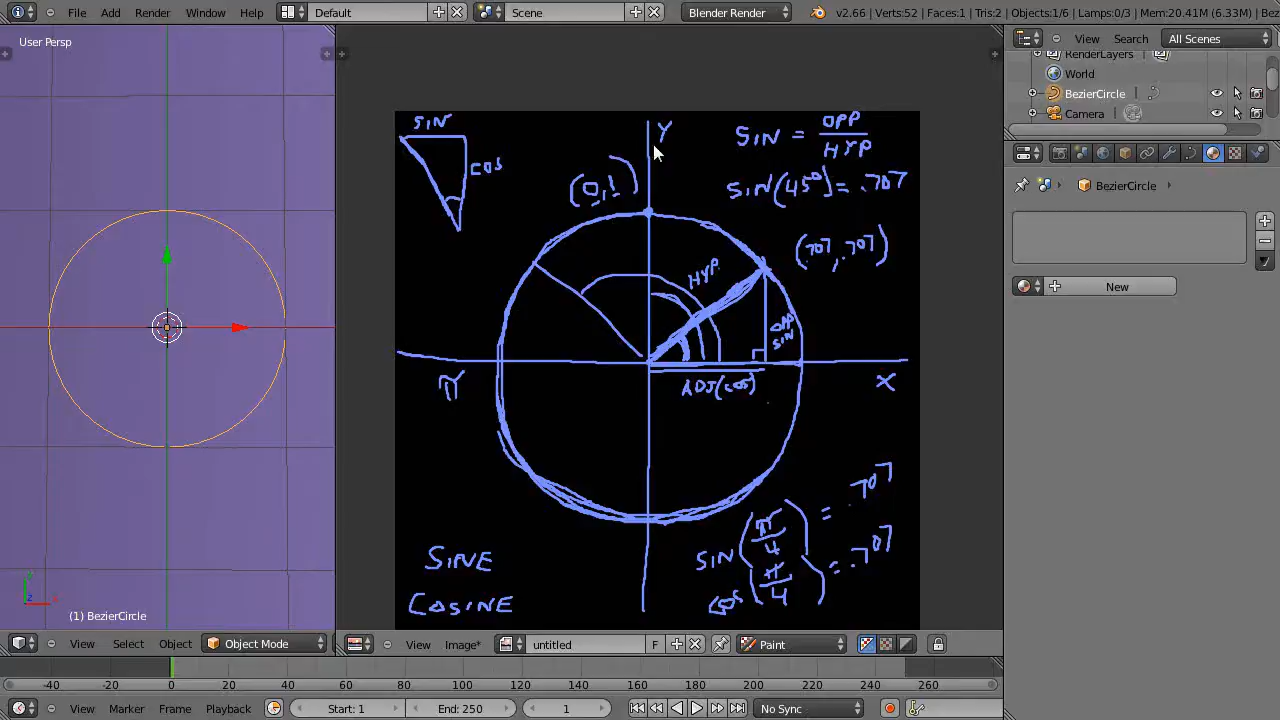 File Add Render Window Help Default Scene Blender Render v2.66 | Verts:52 | Faces:1 | Tris:2 | Objects:1/6 | Lamps:0/3 | Mem:20.41M (6.33M) | Bez
User Persp
View Search All Scenes
RenderLayers
World
BezierCircle
Camera
BezierCircle
New
SIN
COS
Y
SIN = OPP
HYP
(0,1)
SIN(45°) = .707
(.707, .707)
HYP
OPP
SIN
π
ADJ(COS)
X
SIN(π/4) = .707
COS(π/4) = .707
SINE
COSINE
(1) BezierCircle
View Select Object Object Mode View Image* untitled F Paint
-40 -20 0 20 40 60 80 100 120 140 160 180 200 220 240 260
View Marker Frame Playback Start: 1 End: 250 1 No Sync